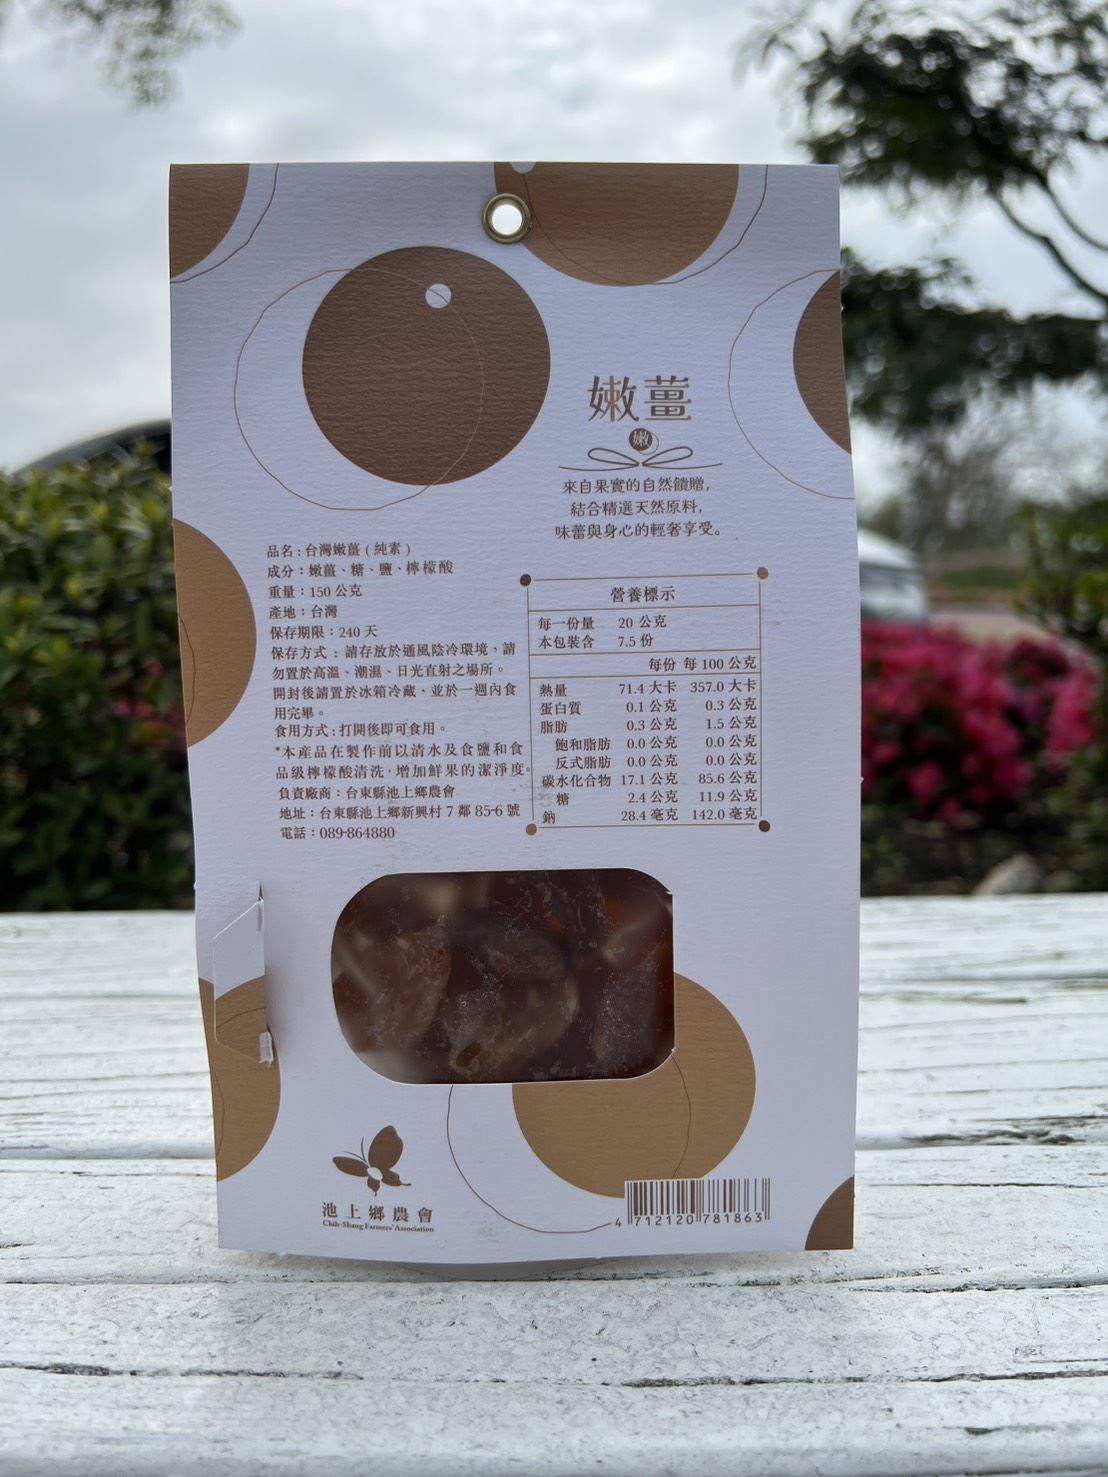 嫩薑
嫩
來自果實的自然饋贈，
結合精選天然原料，
味蕾與身心的輕奢享受。
品名：台灣嫩薑（純素）
成分：嫩薑、糖、鹽、檸檬酸
重量：150 公克
產地：台灣
保存期限：240 天
保存方式：請存放於通風陰冷環境，請
勿置於高溫、潮濕、日光直射之場所。
開封後請置於冰箱冷藏，並於一週內食
用完畢。
食用方式：打開後即可食用。
*本產品在製作前以清水及食鹽和食
品級檸檬酸清洗，增加鮮果的潔淨度。
負責廠商：台東縣池上鄉農會
地址：台東縣池上鄉新興村 7 鄰 85-6 號
電話：089-864880
營養標示
每一份量 20 公克
本包裝含 7.5 份
每份 每 100 公克
熱量 71.4 大卡 357.0 大卡
蛋白質 0.1 公克 0.3 公克
脂肪 0.3 公克 1.5 公克
飽和脂肪 0.0 公克 0.0 公克
反式脂肪 0.0 公克 0.0 公克
碳水化合物 17.1 公克 85.6 公克
糖 2.4 公克 11.9 公克
鈉 28.4 毫克 142.0 毫克
池上鄉農會
Chih-Shang Farmers' Association
4 712120 781863